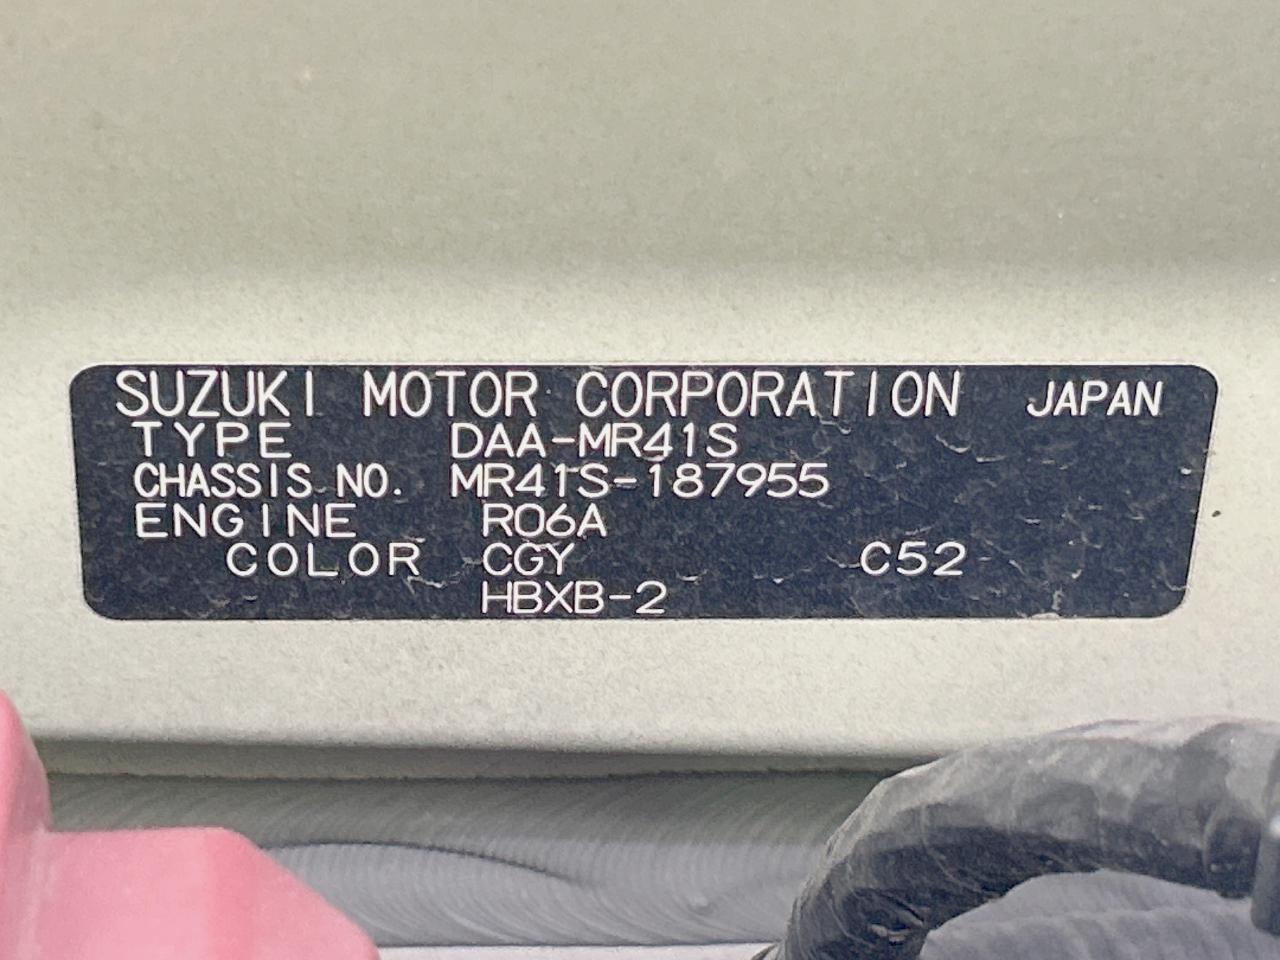 SUZUKI MOTOR CORPORATION JAPAN
TYPE DAA-MR41S
CHASSIS NO. MR41S-187955
ENGINE R06A
COLOR CGY C52
HBXB-2